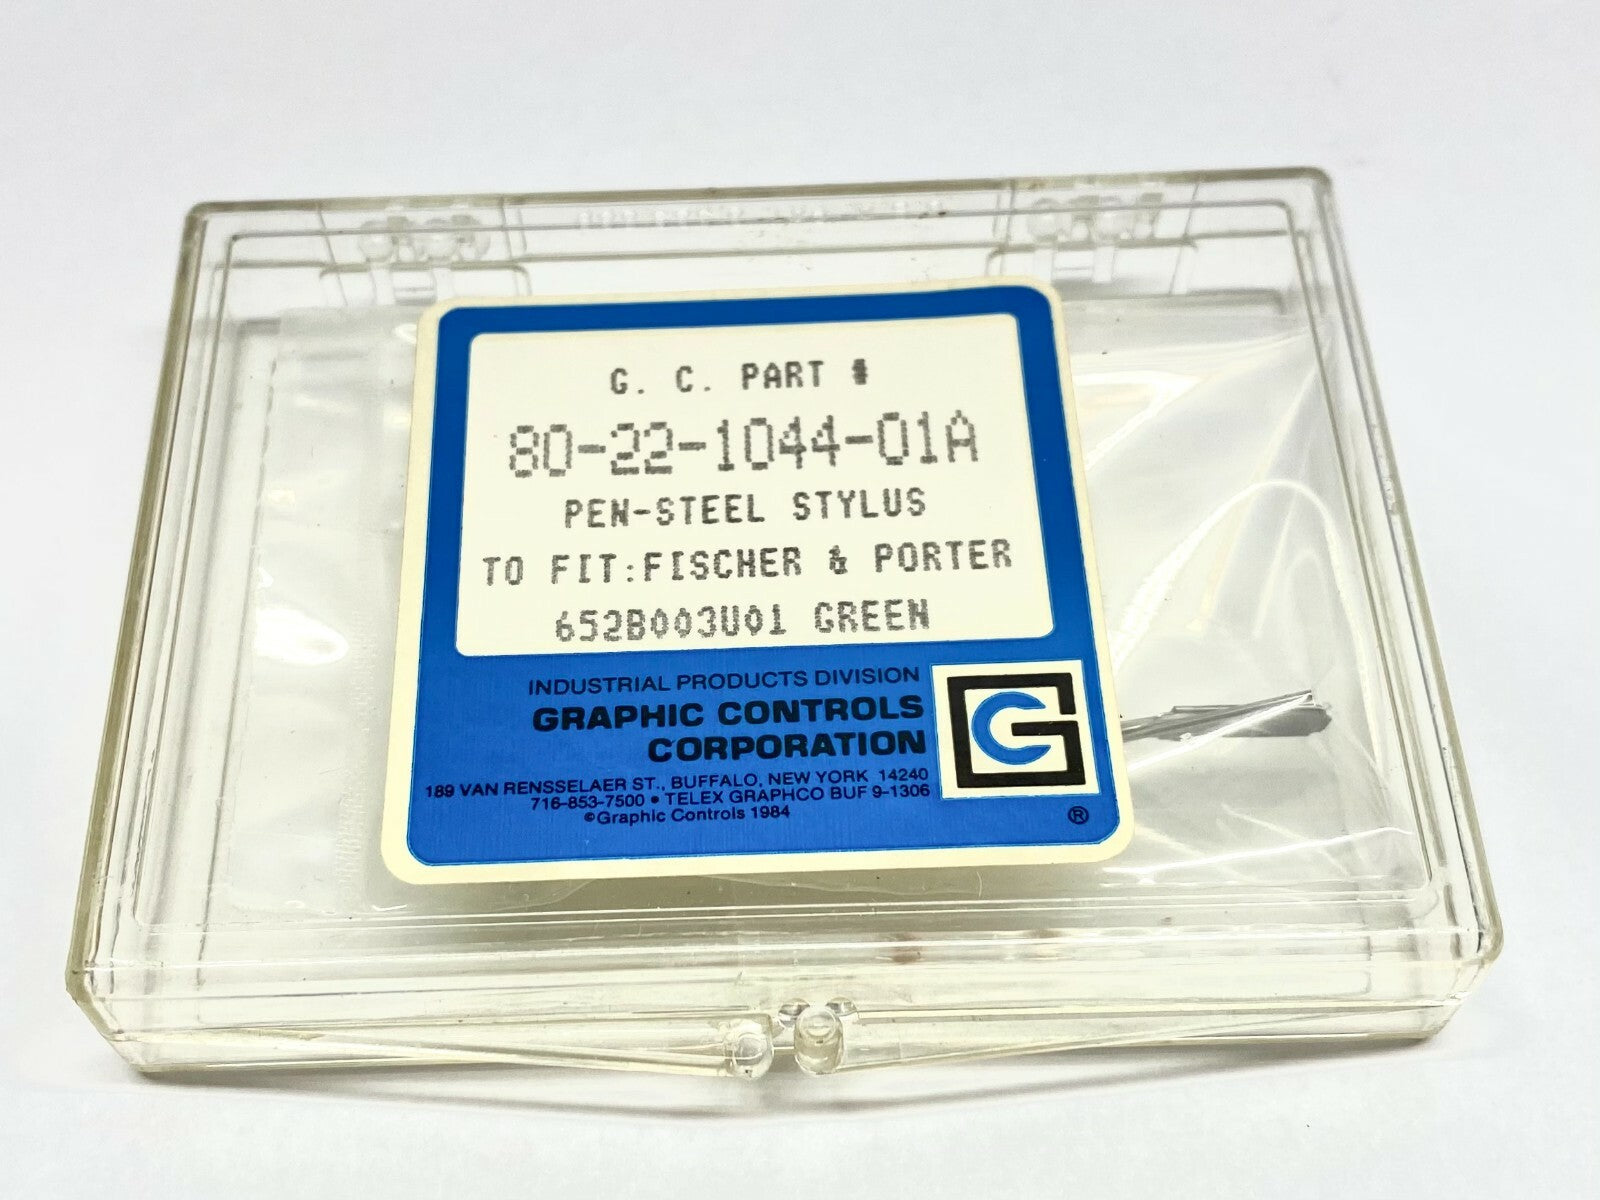 G. C. PART #
80-22-1044-01A
PEN-STEEL STYLUS
TO FIT:FISCHER & PORTER
652B003U01 GREEN
INDUSTRIAL PRODUCTS DIVISION
GRAPHIC CONTROLS
CORPORATION
189 VAN RENSSELAER ST., BUFFALO, NEW YORK 14240
716-853-7500 • TELEX GRAPHCO BUF 9-1306
©Graphic Controls 1984
GC
®